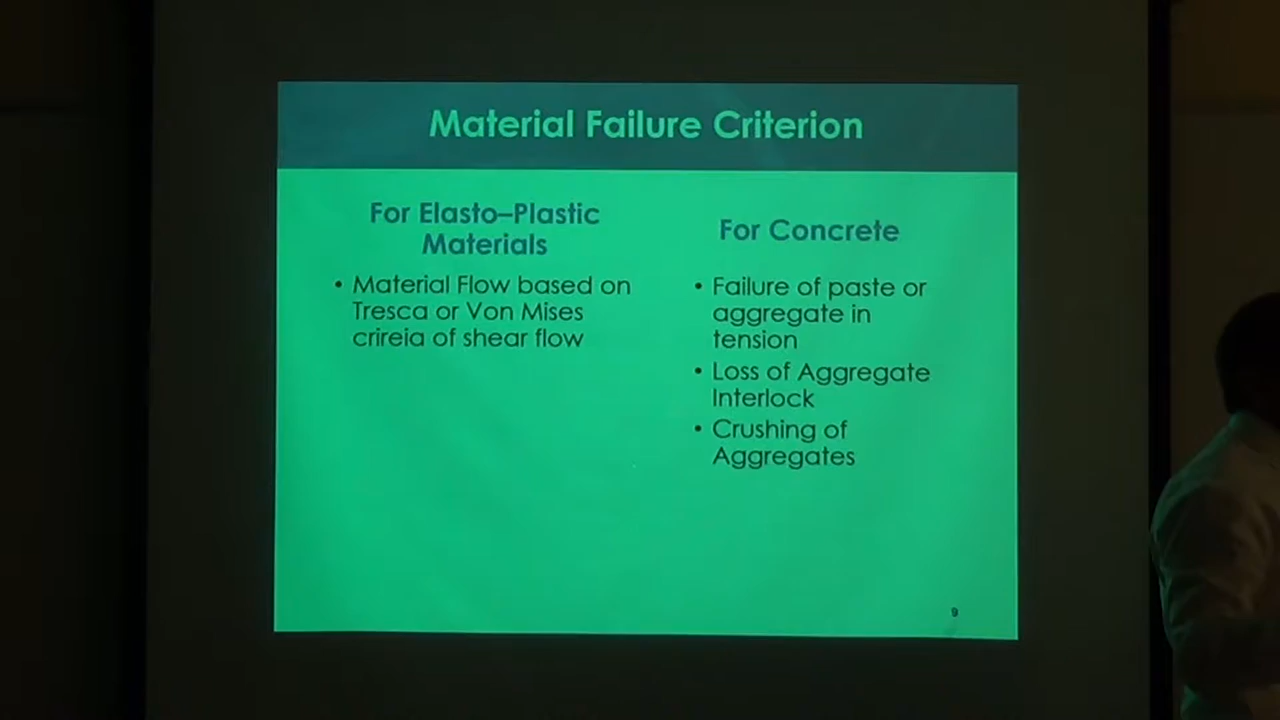 Material Failure Criterion
For Elasto–Plastic
Materials
• Material Flow based on
Tresca or Von Mises
crireia of shear flow
For Concrete
• Failure of paste or
aggregate in
tension
• Loss of Aggregate
Interlock
• Crushing of
Aggregates
9